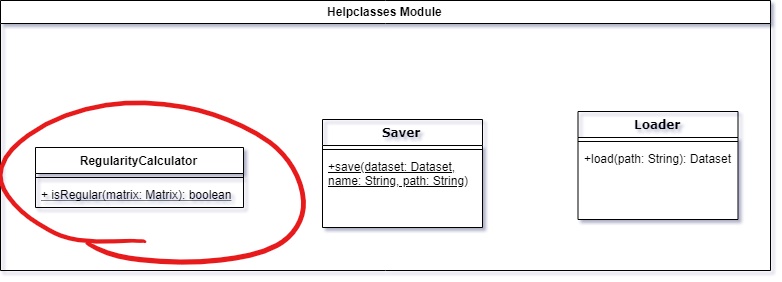 Helpclasses Module
RegularityCalculator
+ isRegular(matrix: Matrix): boolean
Saver
+save(dataset: Dataset,
name: String, path: String)
Loader
+load(path: String): Dataset